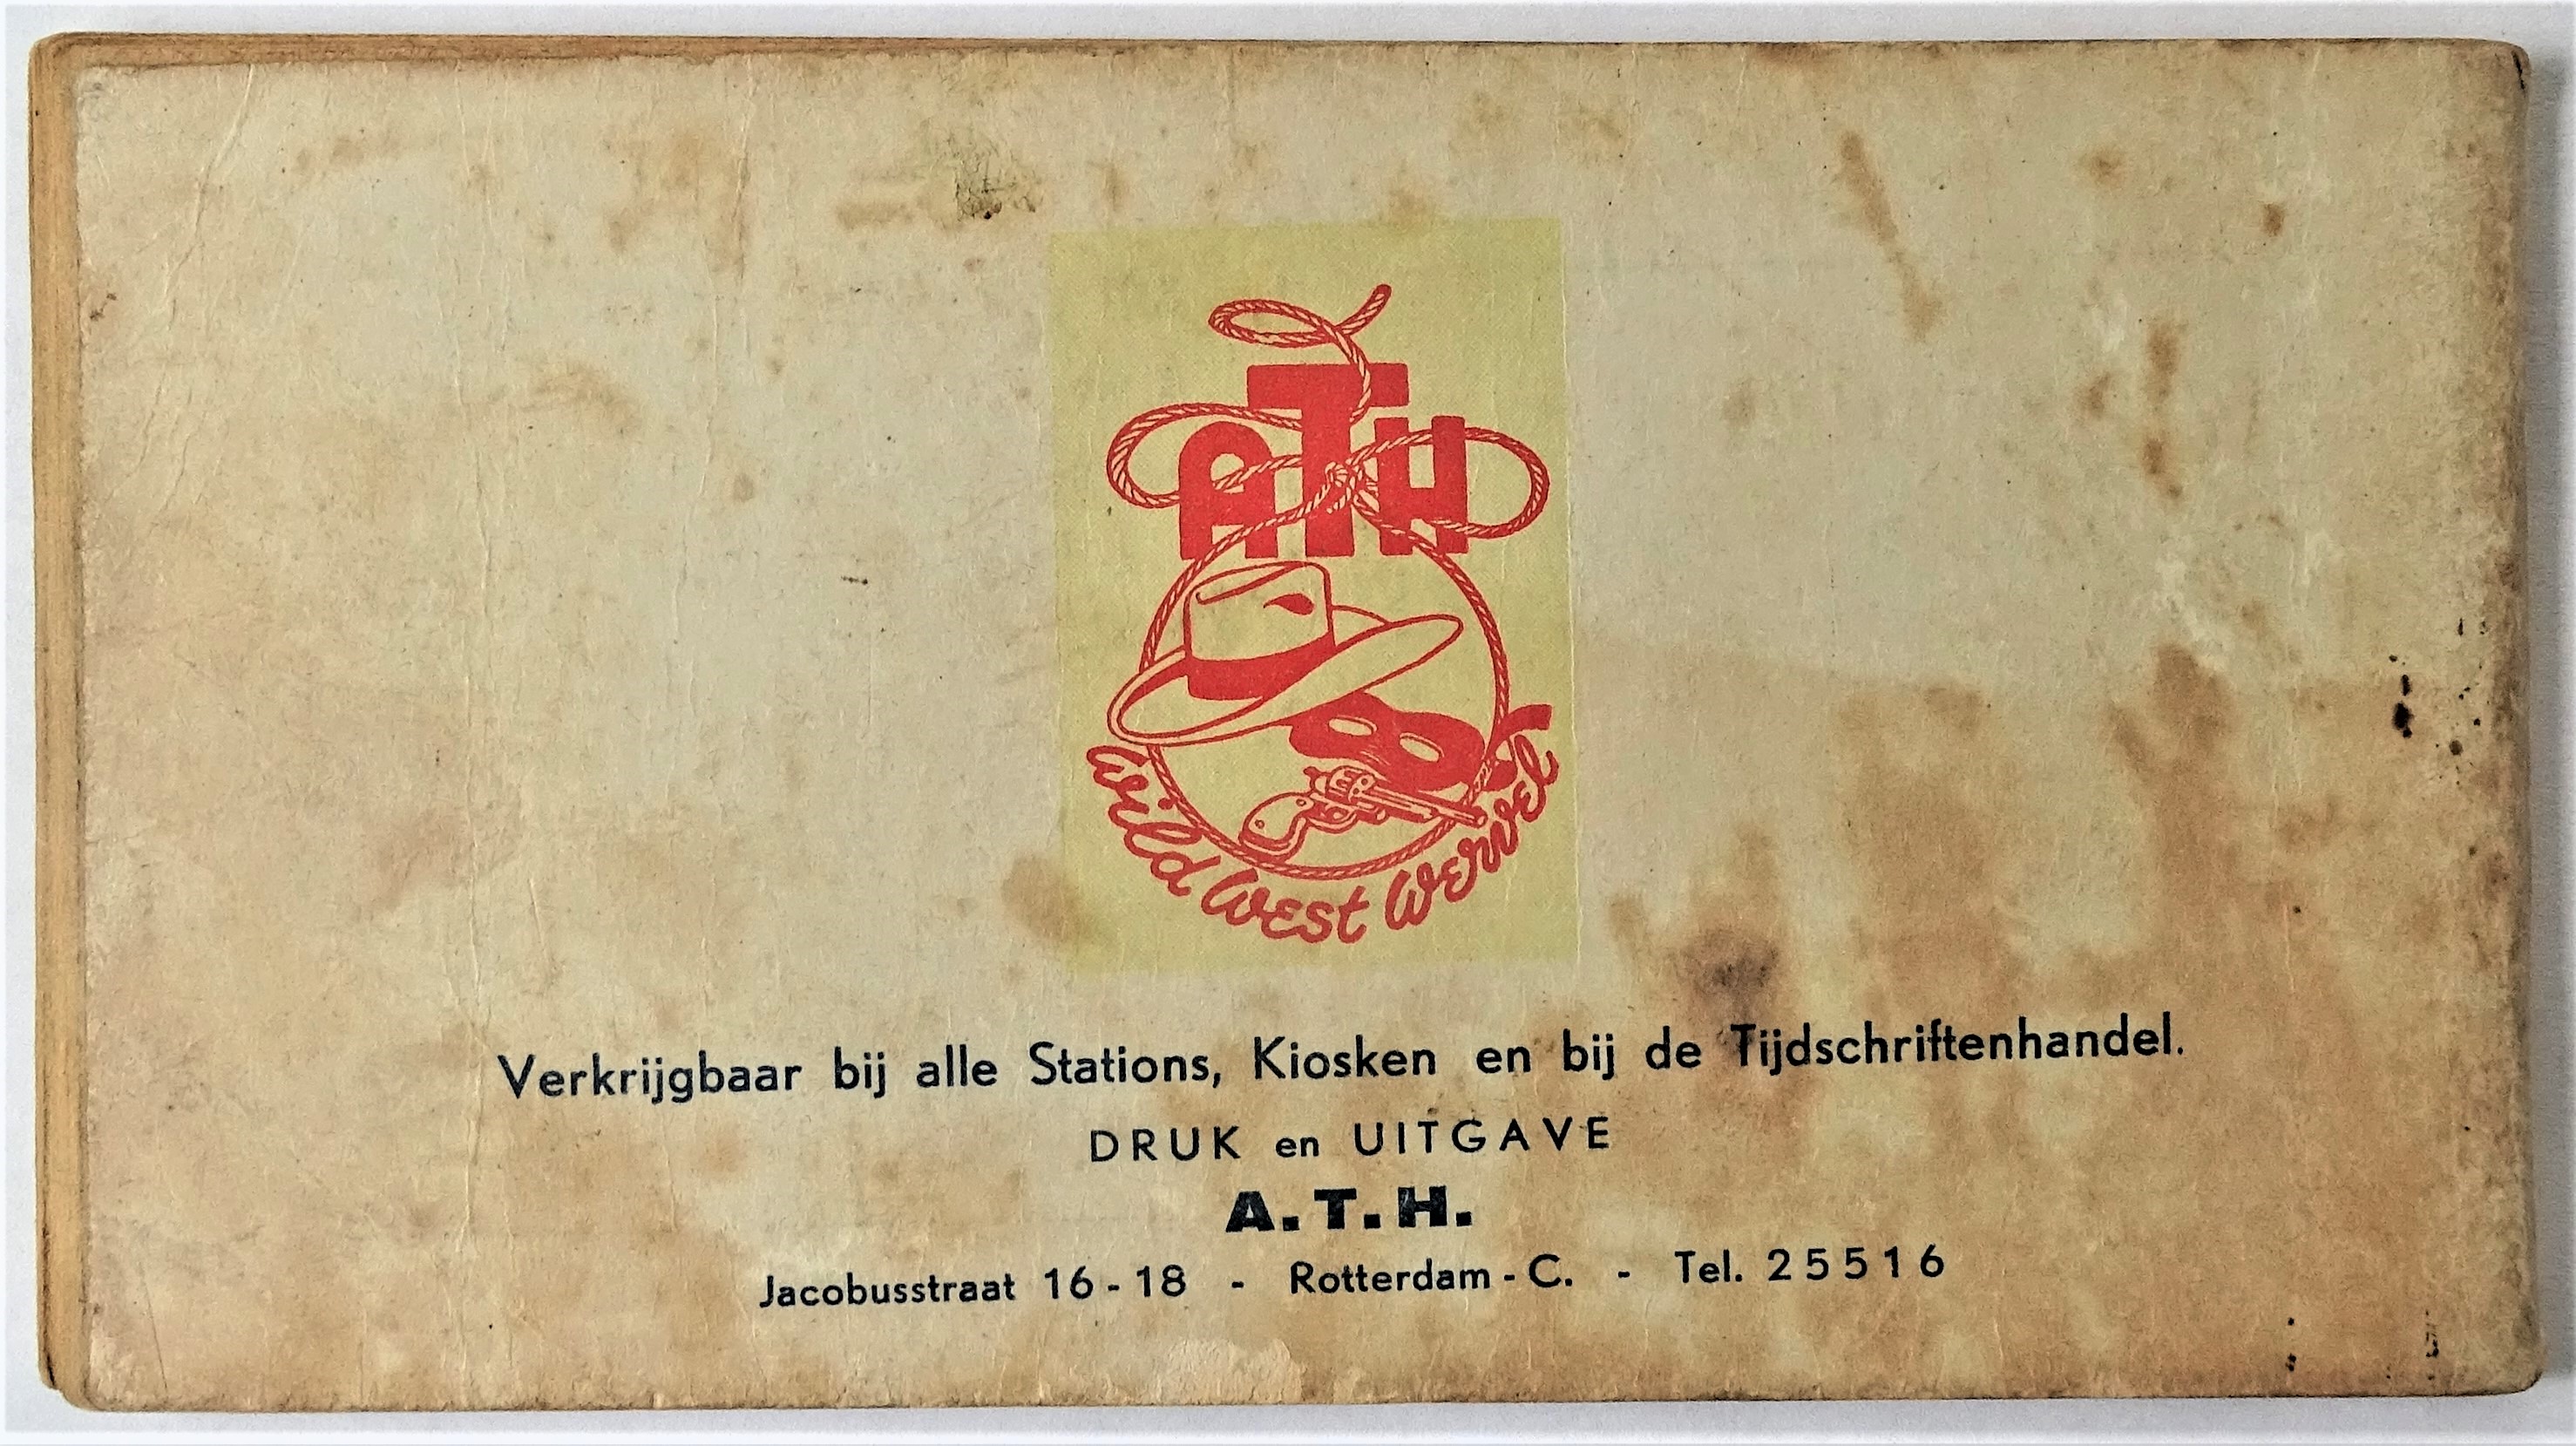 ATH
Wild West Wervel
Verkrijgbaar bij alle Stations, Kiosken en bij de Tijdschriftenhandel.
DRUK en UITGAVE
A.T.H.
Jacobusstraat 16-18 - Rotterdam-C. - Tel. 25516